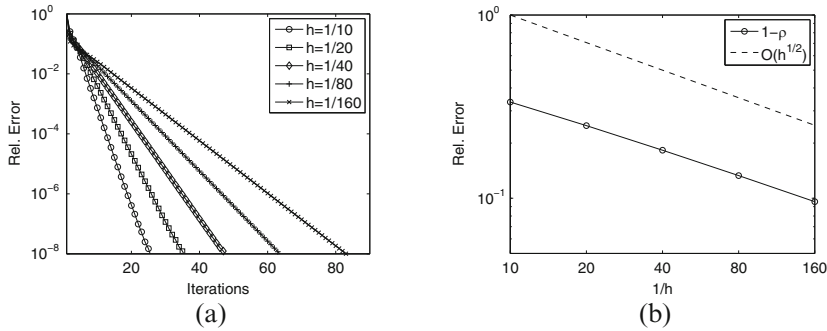 10^0
10^-2
10^-4
10^-6
10^-8
Rel. Error
20 40 60 80
Iterations
h=1/10
h=1/20
h=1/40
h=1/80
h=1/160
(a)
10^0
10^-1
Rel. Error
10 20 40 80 160
1/h
1−ρ
O(h^1/2)
(b)